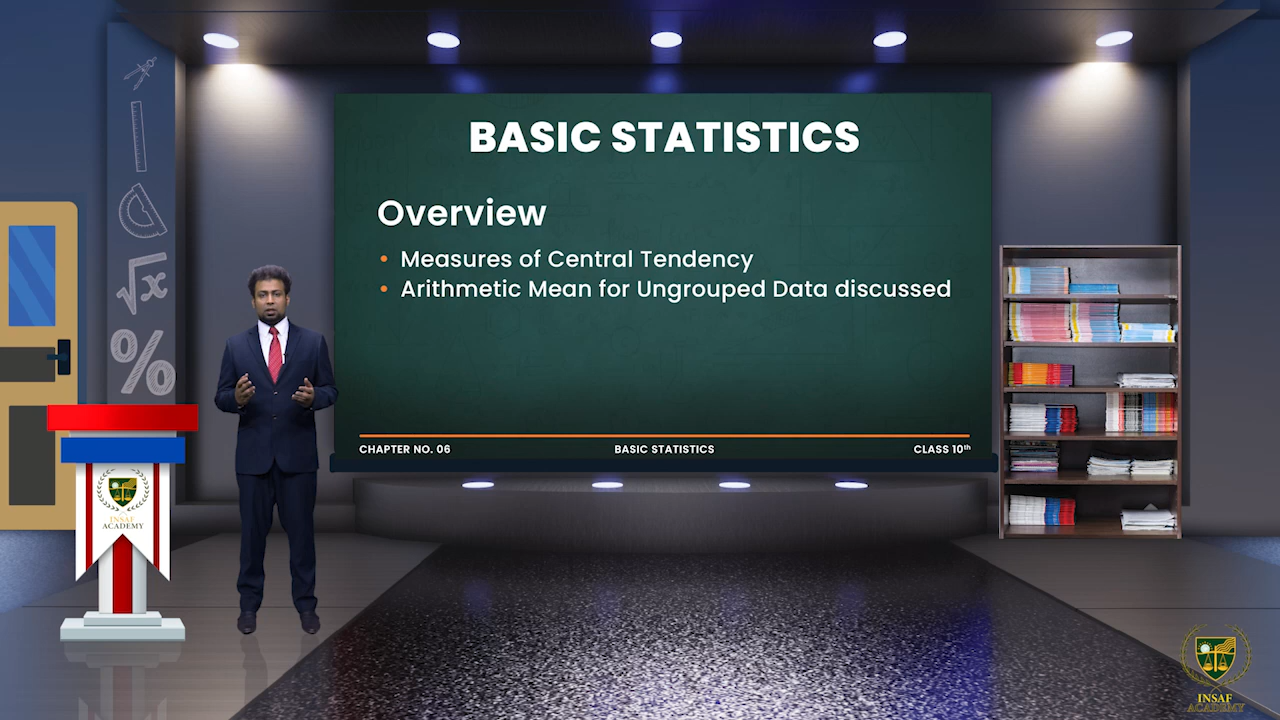 BASIC STATISTICS
Overview
• Measures of Central Tendency
• Arithmetic Mean for Ungrouped Data discussed
CHAPTER NO. 06 BASIC STATISTICS CLASS 10th
√x
%
INSAF
ACADEMY
INSAF
ACADEMY